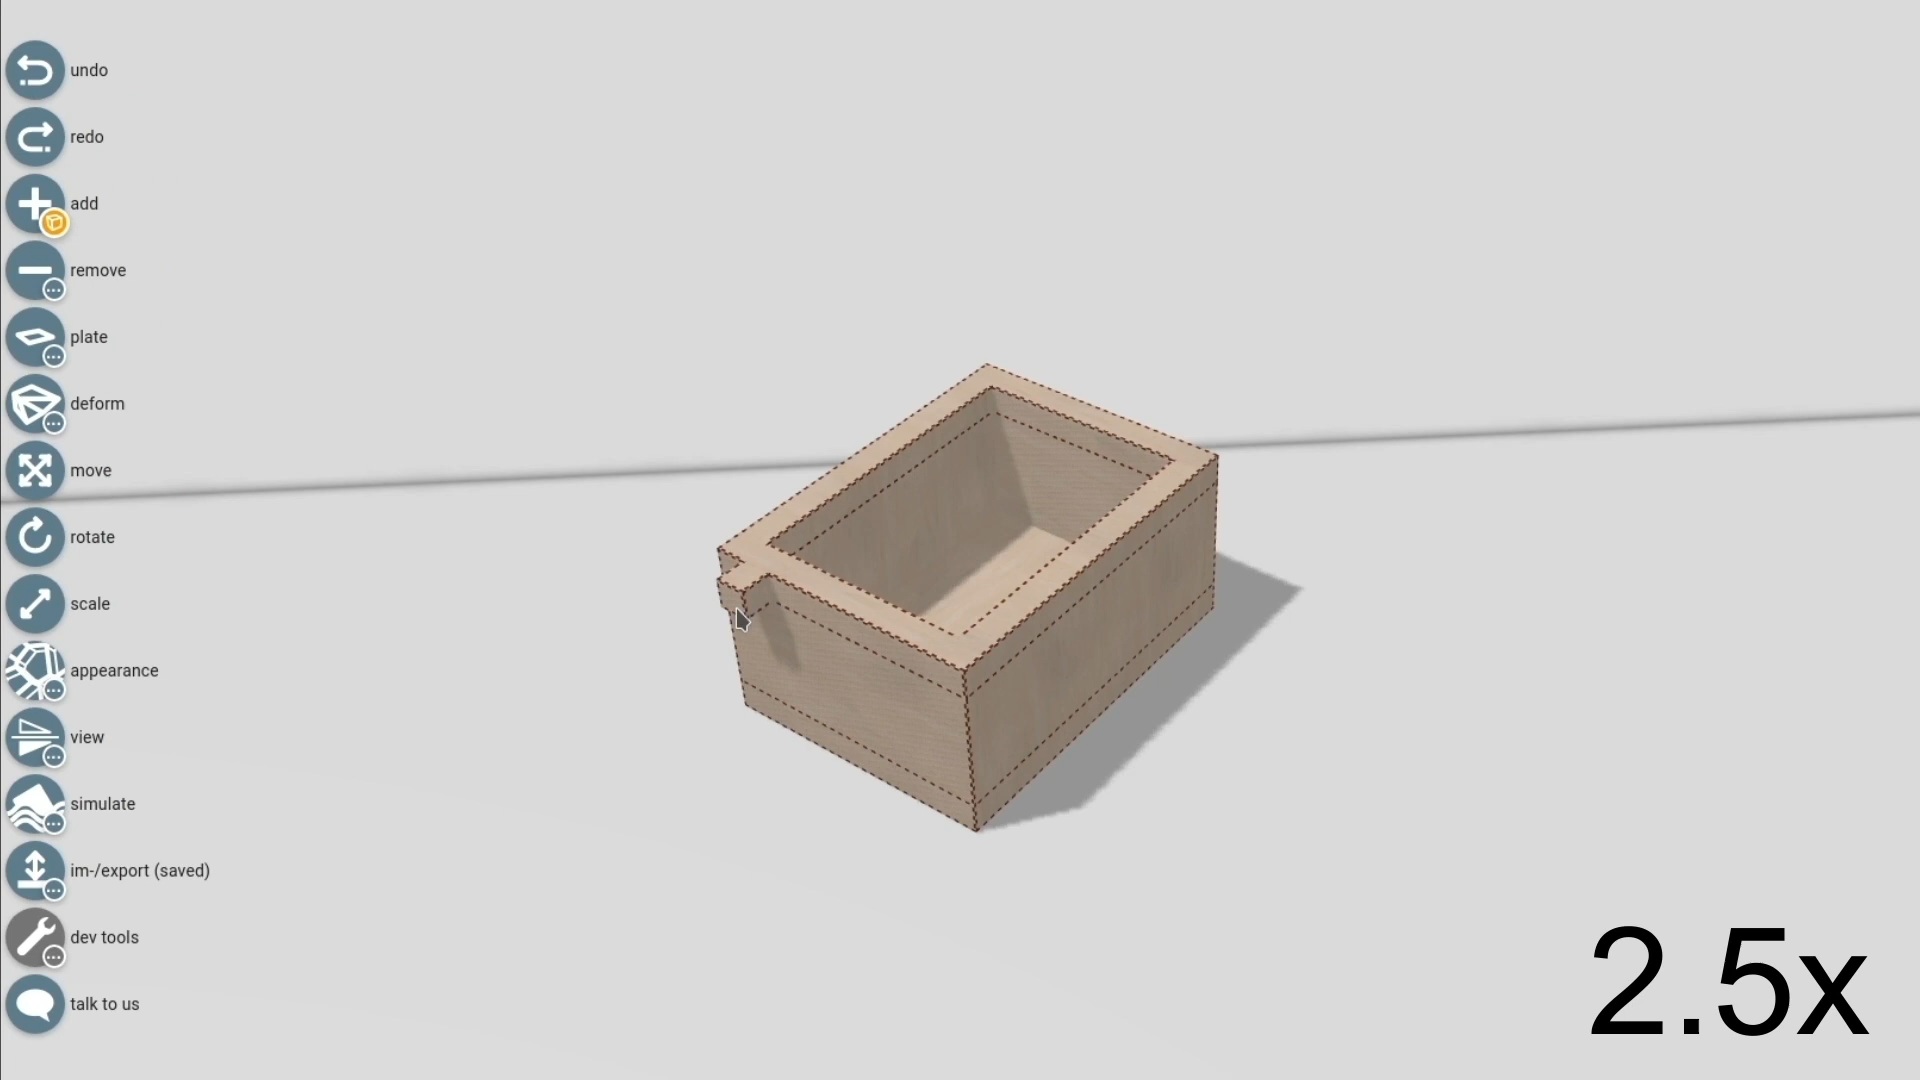 undo
redo
add
remove
plate
deform
move
rotate
scale
appearance
view
simulate
im-/export (saved)
dev tools
talk to us
2.5x